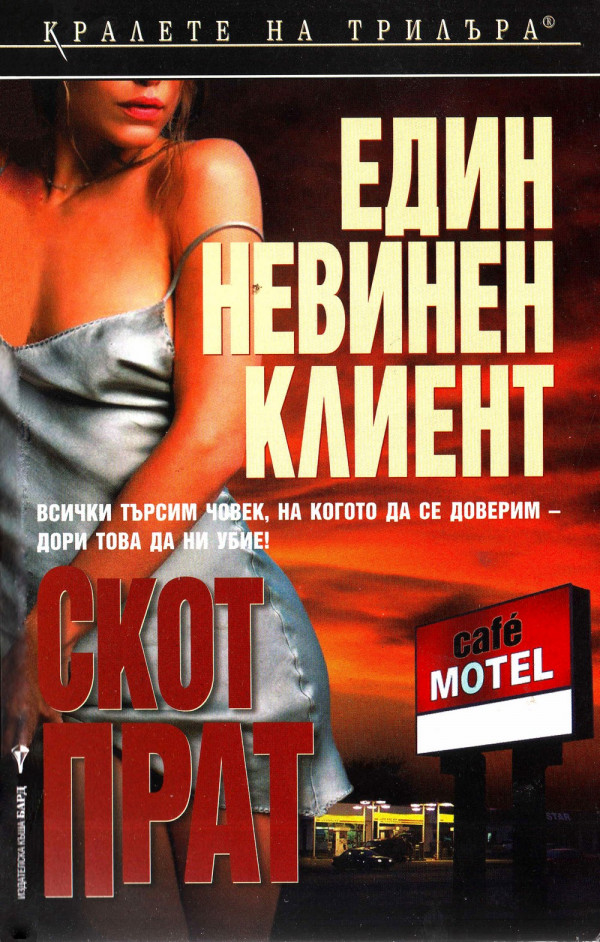 КРАЛЕТЕ НА ТРИЛЪРА®
ЕДИН
НЕВИНЕН
КЛИЕНТ
ВСИЧКИ ТЪРСИМ ЧОВЕК, НА КОГОТО ДА СЕ ДОВЕРИМ –
ДОРИ ТОВА ДА НИ УБИЕ!
СКОТ
ПРАТ
café
MOTEL
STAR
ИЗДАТЕЛСКА КЪЩА БАРД